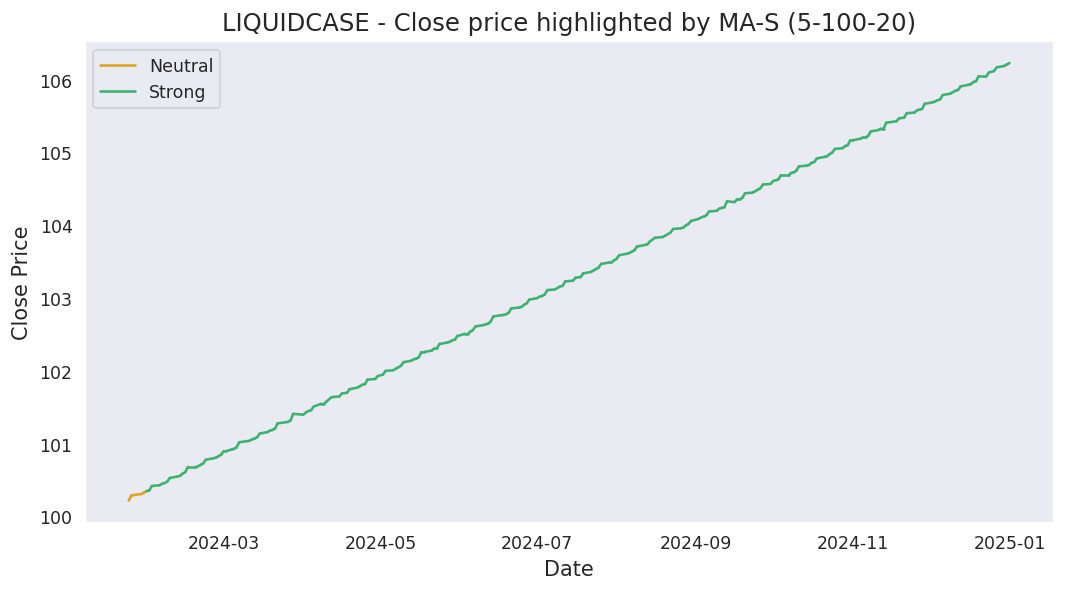 LIQUIDCASE - Close price highlighted by MA-S (5-100-20)
Neutral
Strong
Close Price
106
105
104
103
102
101
100
2024-03 2024-05 2024-07 2024-09 2024-11 2025-01
Date